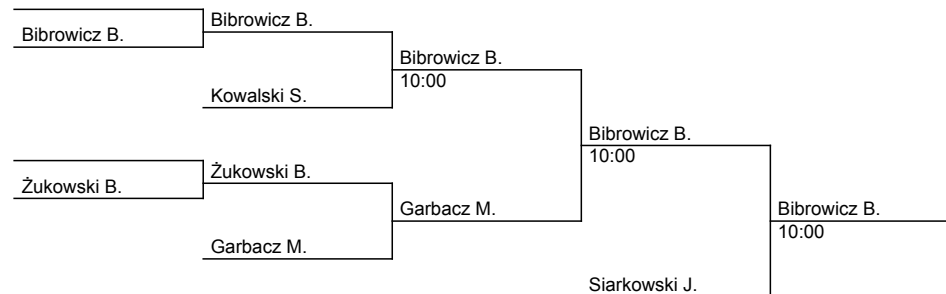 Bibrowicz B.
Bibrowicz B.
Bibrowicz B.
10:00
Kowalski S.
Bibrowicz B.
10:00
Żukowski B.
Żukowski B.
Garbacz M.
Bibrowicz B.
10:00
Garbacz M.
Siarkowski J.